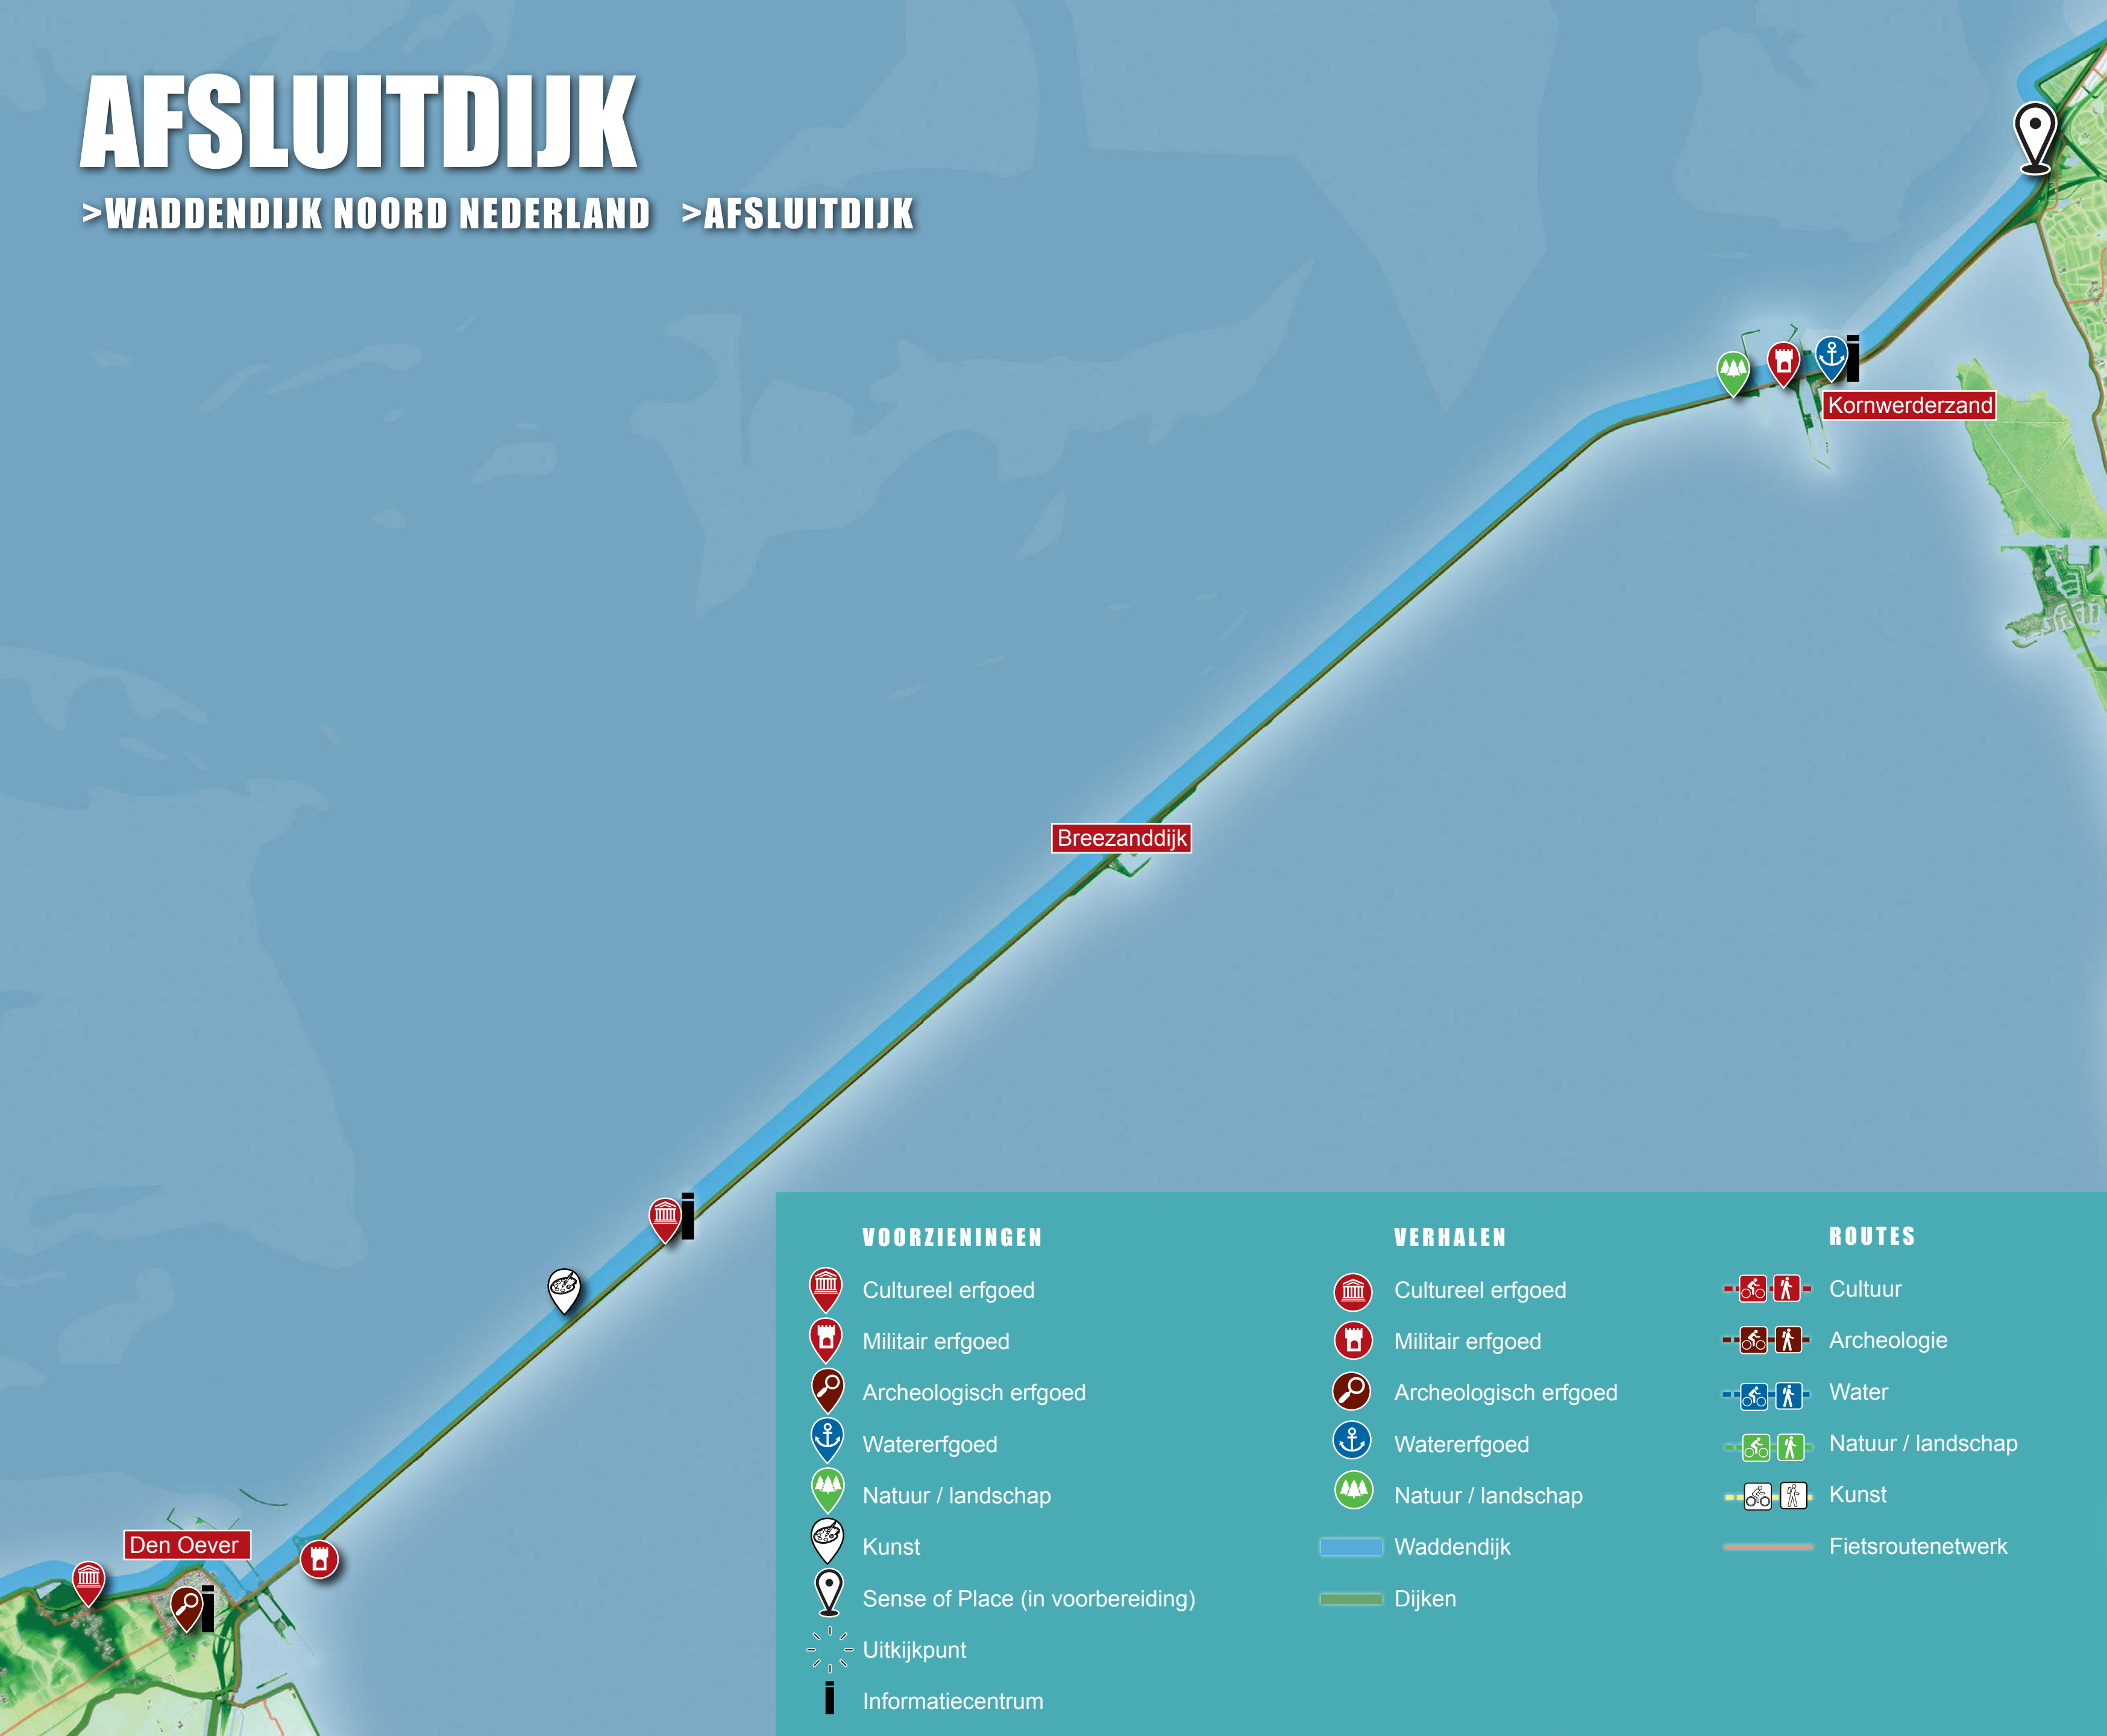 AFSLUITDIJK
>WADDENDIJK NOORD NEDERLAND >AFSLUITDIJK
Kornwerderzand
Breezanddijk
Den Oever
VOORZIENINGEN
Cultureel erfgoed
Militair erfgoed
Archeologisch erfgoed
Watererfgoed
Natuur / landschap
Kunst
Sense of Place (in voorbereiding)
Uitkijkpunt
Informatiecentrum
VERHALEN
Cultureel erfgoed
Militair erfgoed
Archeologisch erfgoed
Watererfgoed
Natuur / landschap
Waddendijk
Dijken
ROUTES
Cultuur
Archeologie
Water
Natuur / landschap
Kunst
Fietsroutenetwerk